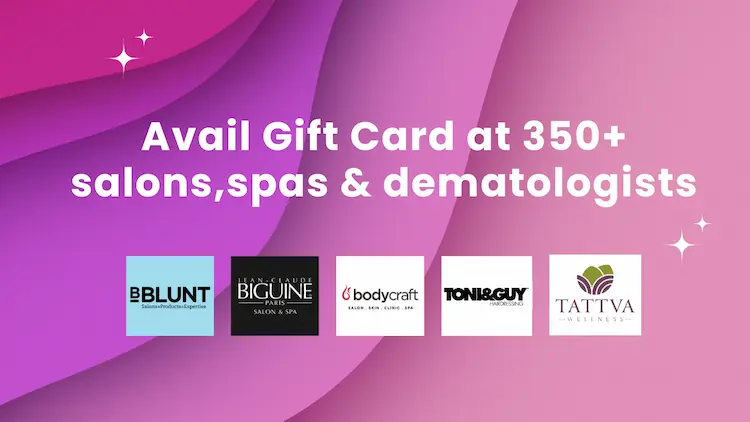 Avail Gift Card at 350+
salons,spas & dematologists
BBLUNT
Salons•Products•Expertise
JEAN-CLAUDE
BIGUINE
PARIS
SALON & SPA
bodycraft
SALON . SKIN . CLINIC . SPA
TONI&GUY
HAIRDRESSING
TATTVA
WELLNESS